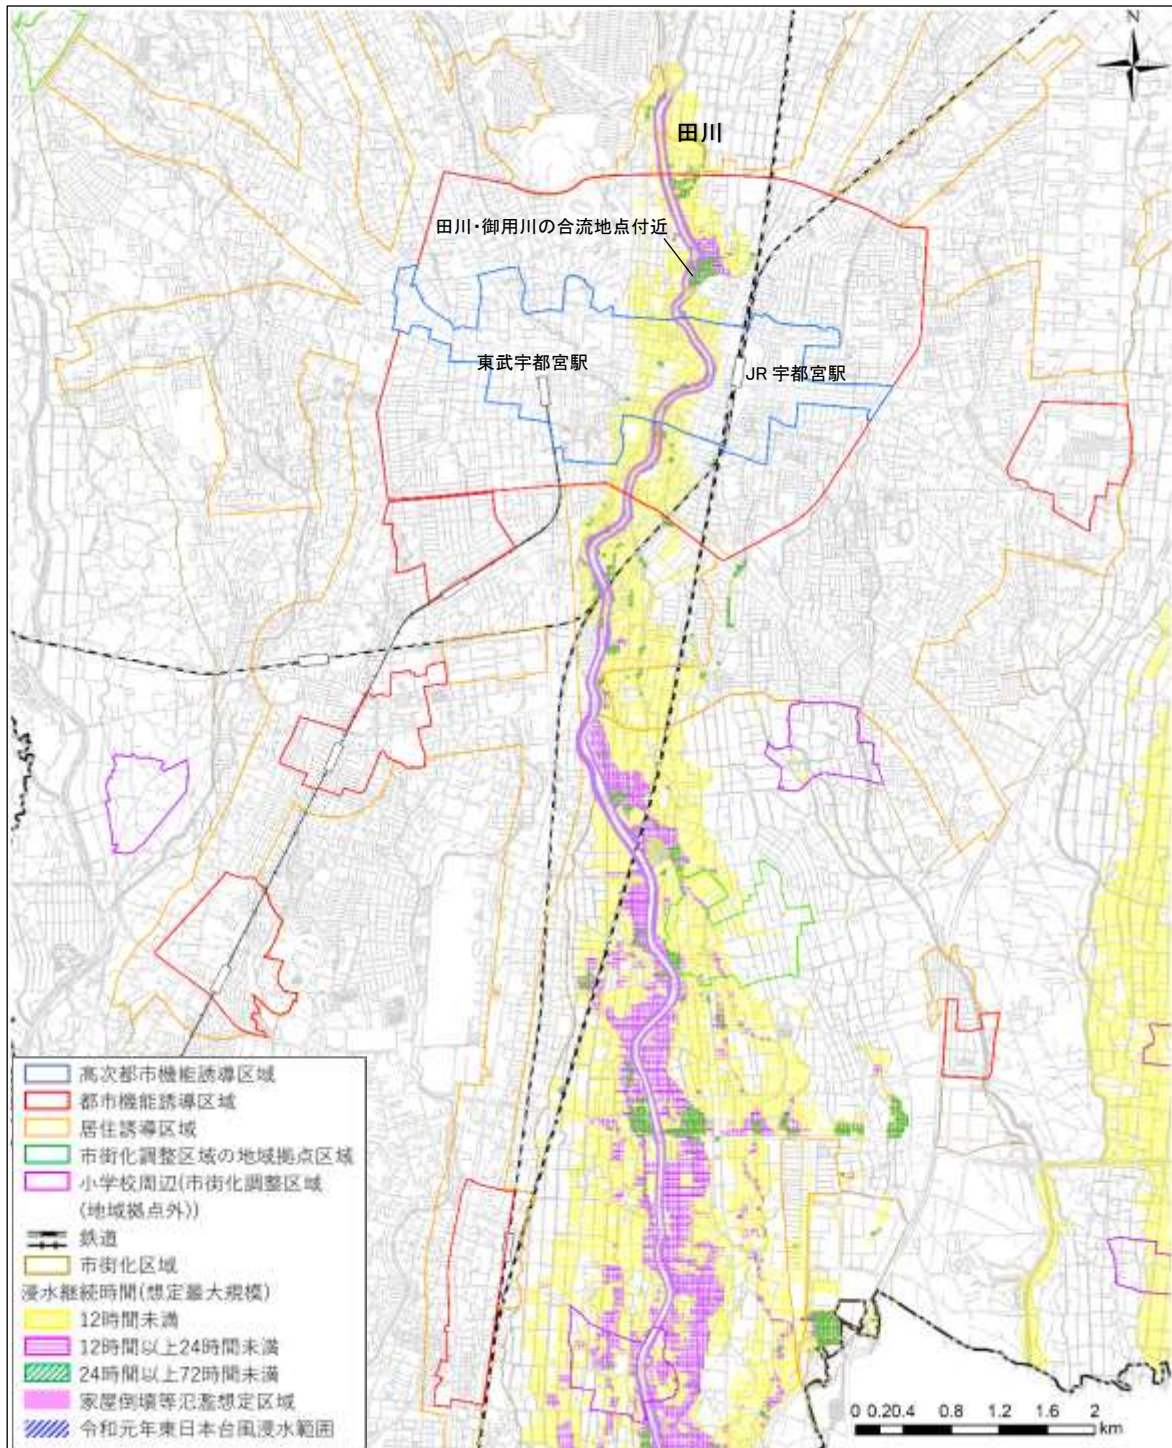 N
田川
田川・御用川の合流地点付近
東武宇都宮駅
JR 宇都宮駅
高次都市機能誘導区域
都市機能誘導区域
居住誘導区域
市街化調整区域の地域拠点区域
小学校周辺(市街化調整区域
(地域拠点外))
鉄道
市街化区域
浸水継続時間(想定最大規模)
12時間未満
12時間以上24時間未満
24時間以上72時間未満
家屋倒壊等氾濫想定区域
令和元年東日本台風浸水範囲
0 0.20.4 0.8 1.2 1.6 2
km